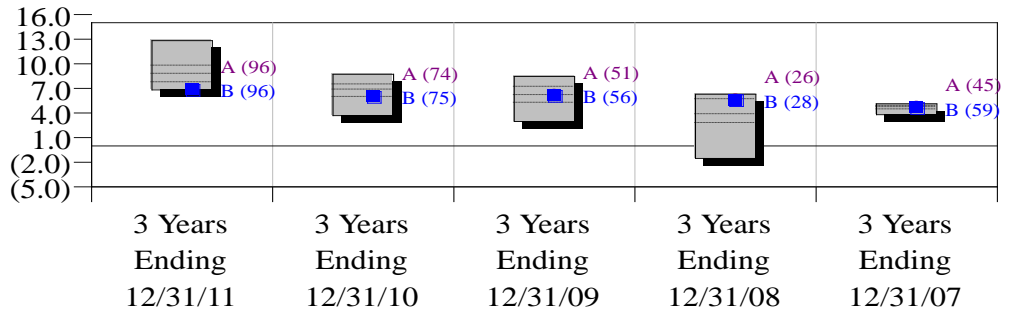 16.0
13.0
10.0
7.0
4.0
1.0
(2.0)
(5.0)
A (96)
B (96)
A (74)
B (75)
A (51)
B (56)
A (26)
B (28)
A (45)
B (59)
3 Years
Ending
12/31/11
3 Years
Ending
12/31/10
3 Years
Ending
12/31/09
3 Years
Ending
12/31/08
3 Years
Ending
12/31/07